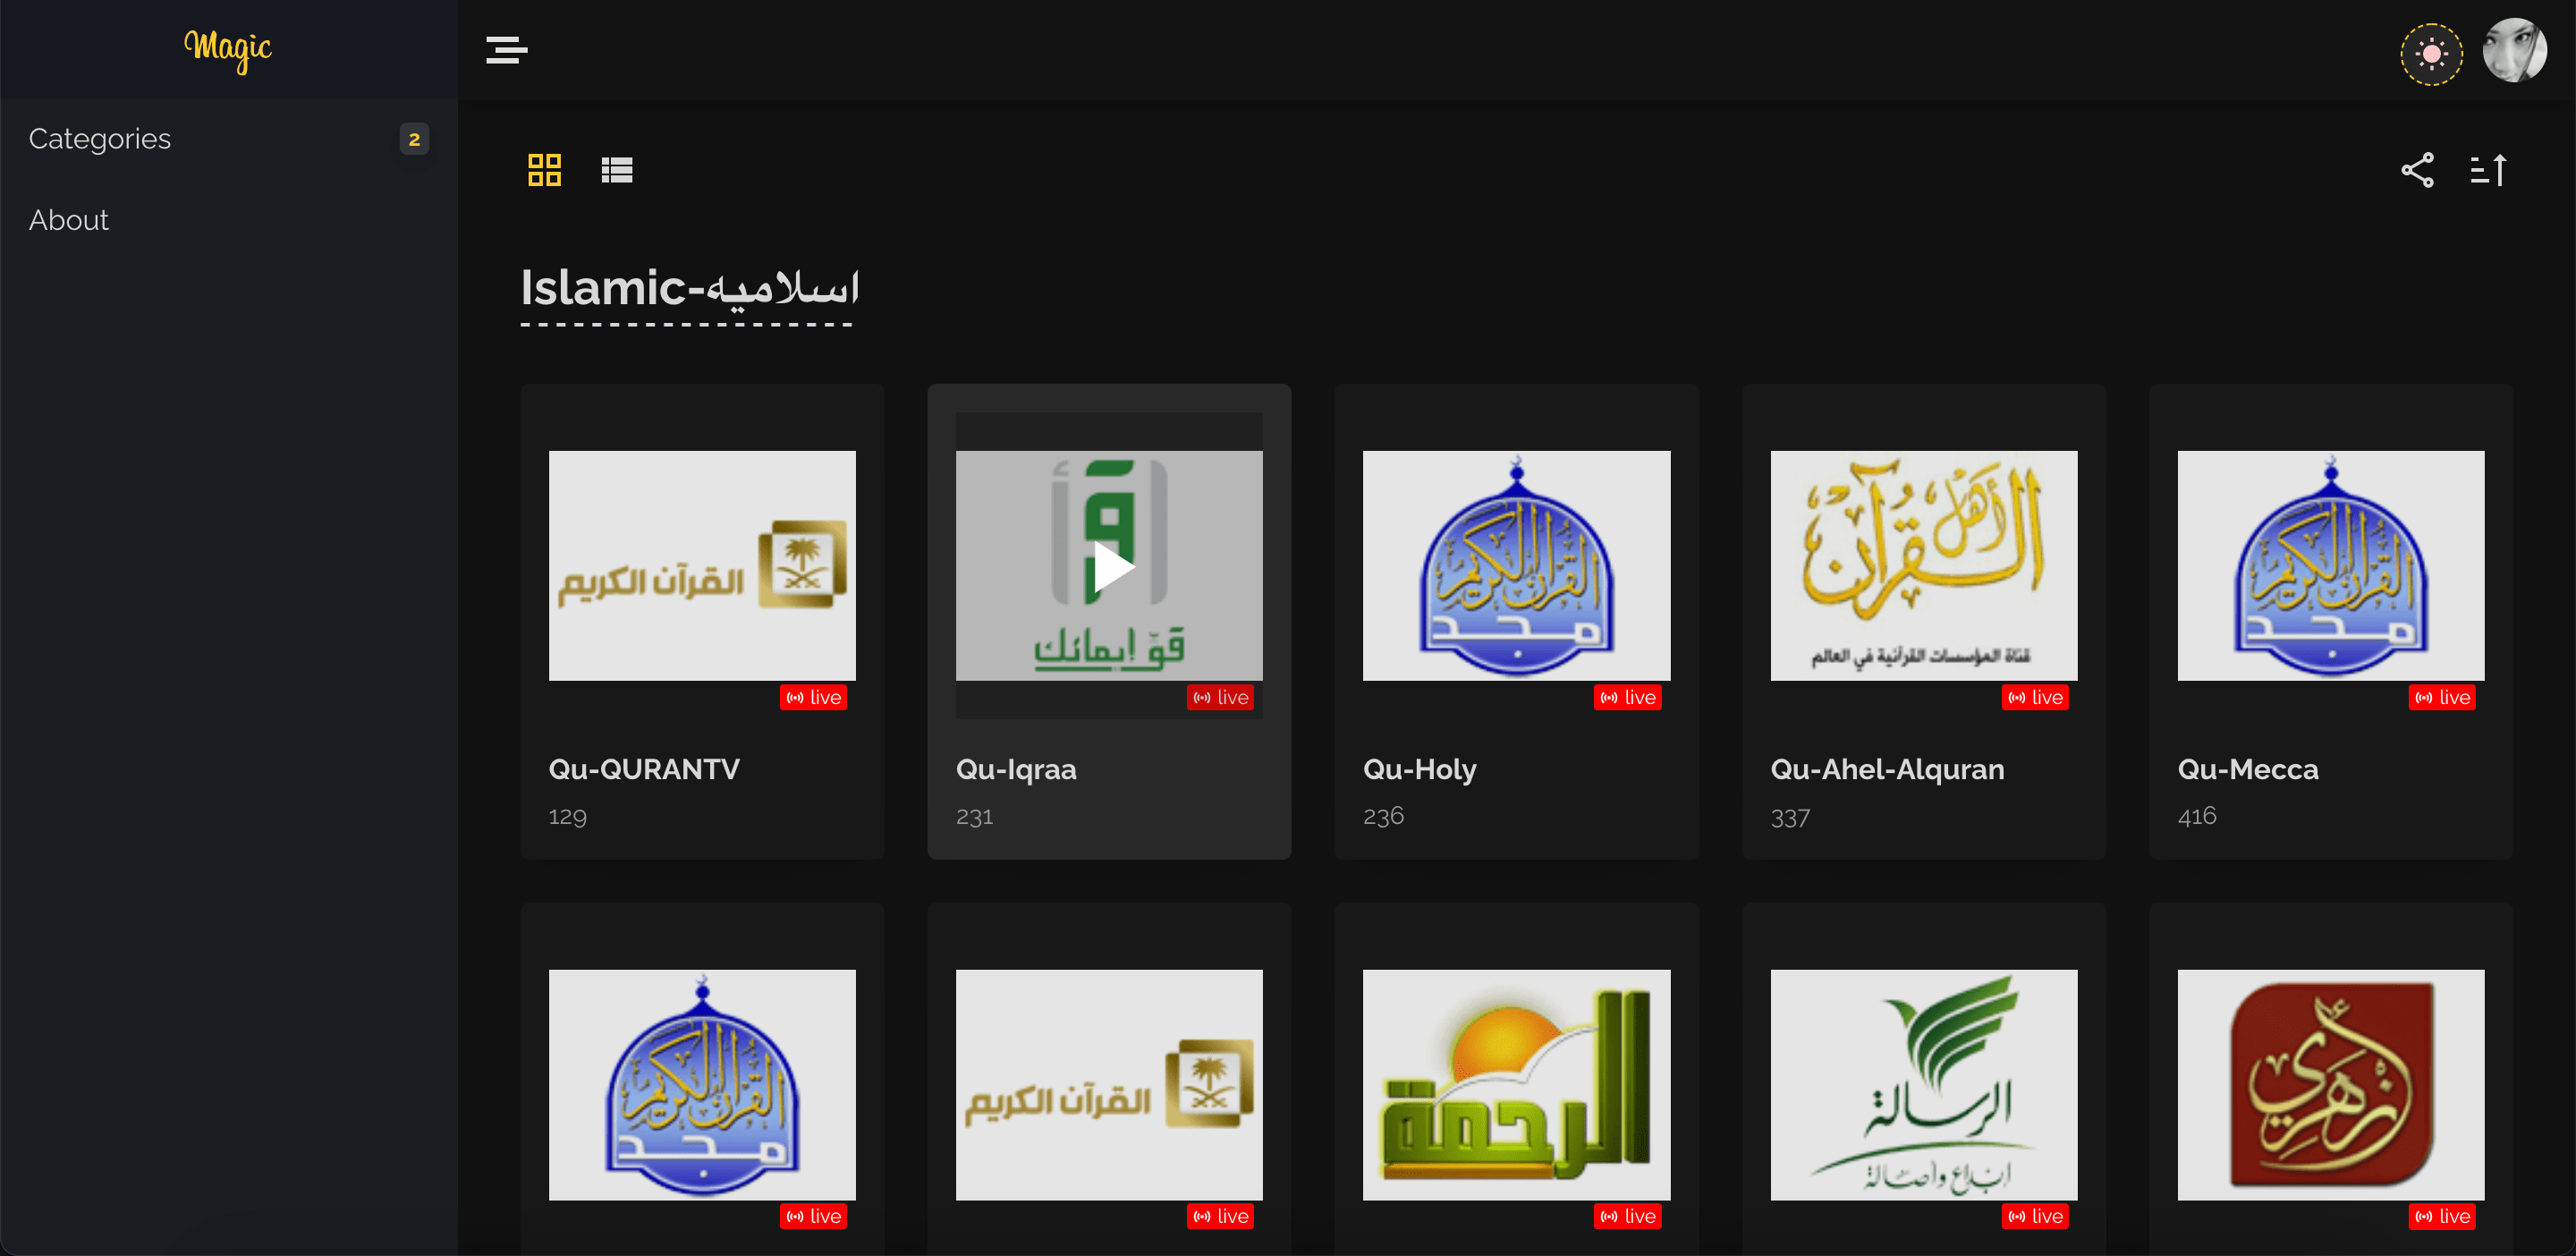 Magic
Categories
2
About
Islamic-اسلاميه
القرآن الكريم
live
Qu-QURANTV
129
اقرأ
قوّ إيمانك
live
Qu-Iqraa
231
القرآن الكريم
مجد
live
Qu-Holy
236
أهل القرآن
قناة المؤسسات القرآنية في العالم
live
Qu-Ahel-Alquran
337
القرآن الكريم
مجد
live
Qu-Mecca
416
القرآن الكريم
مجد
live
القرآن الكريم
live
الرحمة
live
الرسالة
إبداع وأصالة
live
أزهري
live